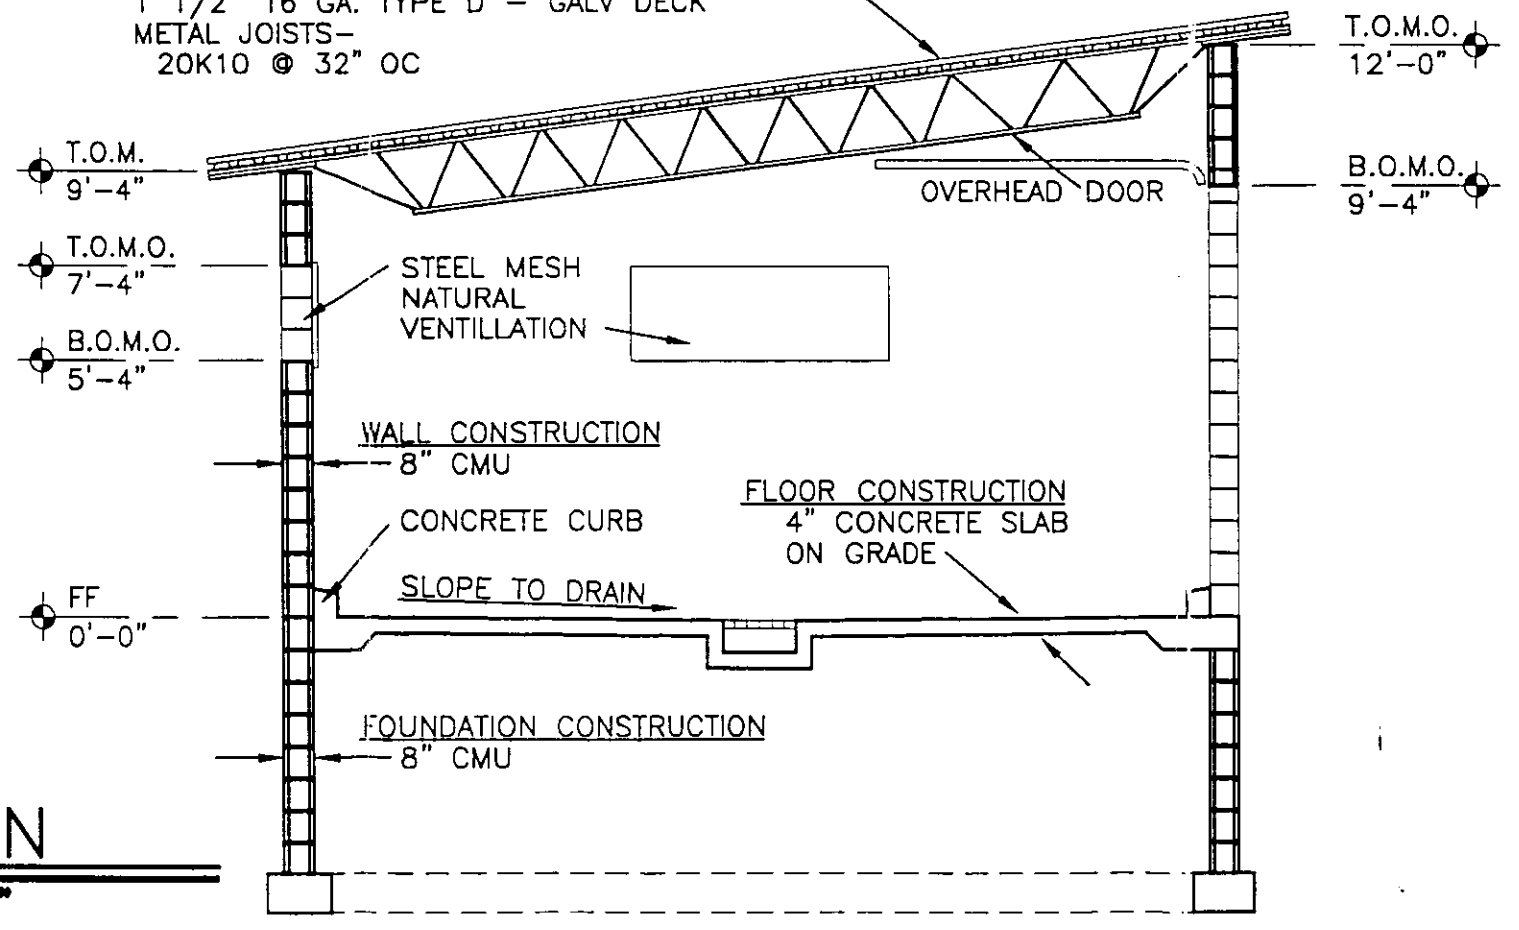 1 1/2" 16 GA. TYPE D - GALV DECK
METAL JOISTS-
20K10 @ 32" OC
T.O.M.O.
12'-0"
T.O.M.
9'-4"
B.O.M.O.
9'-4"
OVERHEAD DOOR
T.O.M.O.
7'-4"
STEEL MESH
NATURAL
VENTILLATION
B.O.M.O.
5'-4"
WALL CONSTRUCTION
8" CMU
FLOOR CONSTRUCTION
4" CONCRETE SLAB
ON GRADE
CONCRETE CURB
SLOPE TO DRAIN
FF
0'-0"
FOUNDATION CONSTRUCTION
8" CMU
N